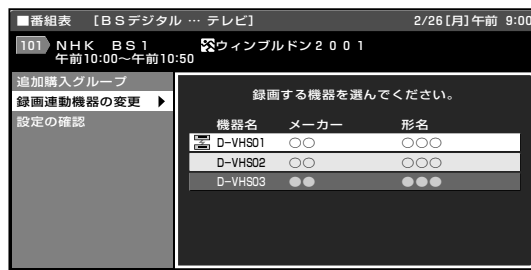 ■番組表 [BSデジタル … テレビ] 2/26[月]午前 9:00
101 NHK BS1 ウィンブルドン2001
午前10:00〜午前10:50
追加購入グループ
録画連動機器の変更 ▶
設定の確認
録画する機器を選んでください。
機器名 メーカー 形名
D-VHS01 ○○ ○○○
D-VHS02 ○○ ○○○
D-VHS03 ●● ●●●